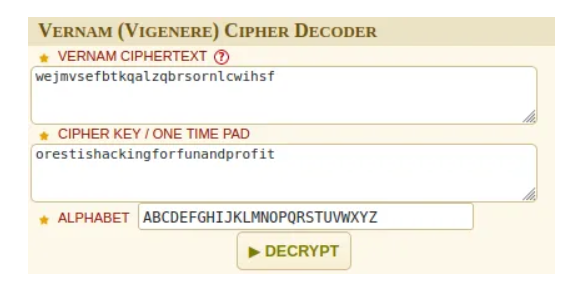 VERNAM (VIGENERE) CIPHER DECODER
★ VERNAM CIPHERTEXT ?
wejmvsefbtkqalzqbrsornlcwihsf
★ CIPHER KEY / ONE TIME PAD
orestishackingforfunandprofit
★ ALPHABET ABCDEFGHIJKLMNOPQRSTUVWXYZ
▶ DECRYPT